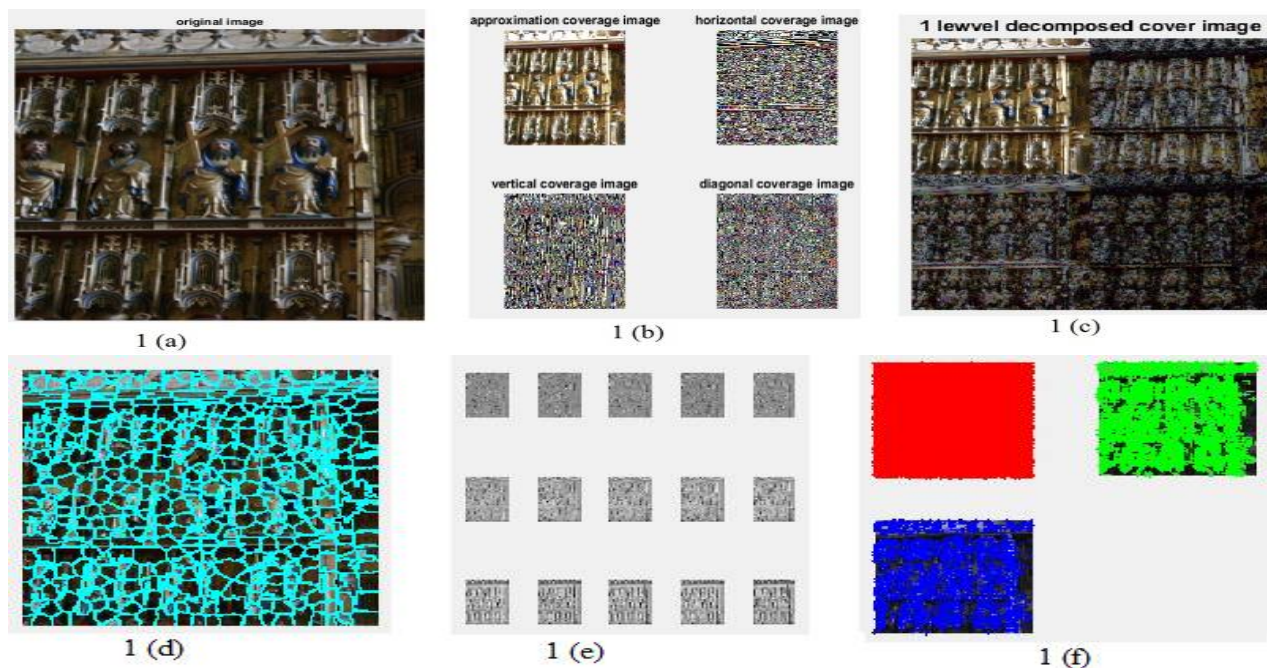 original image
1 (a)
approximation coverage image
horizontal coverage image
vertical coverage image
diagonal coverage image
1 (b)
1 lewvel decomposed cover image
1 (c)
1 (d)
1 (e)
1 (f)